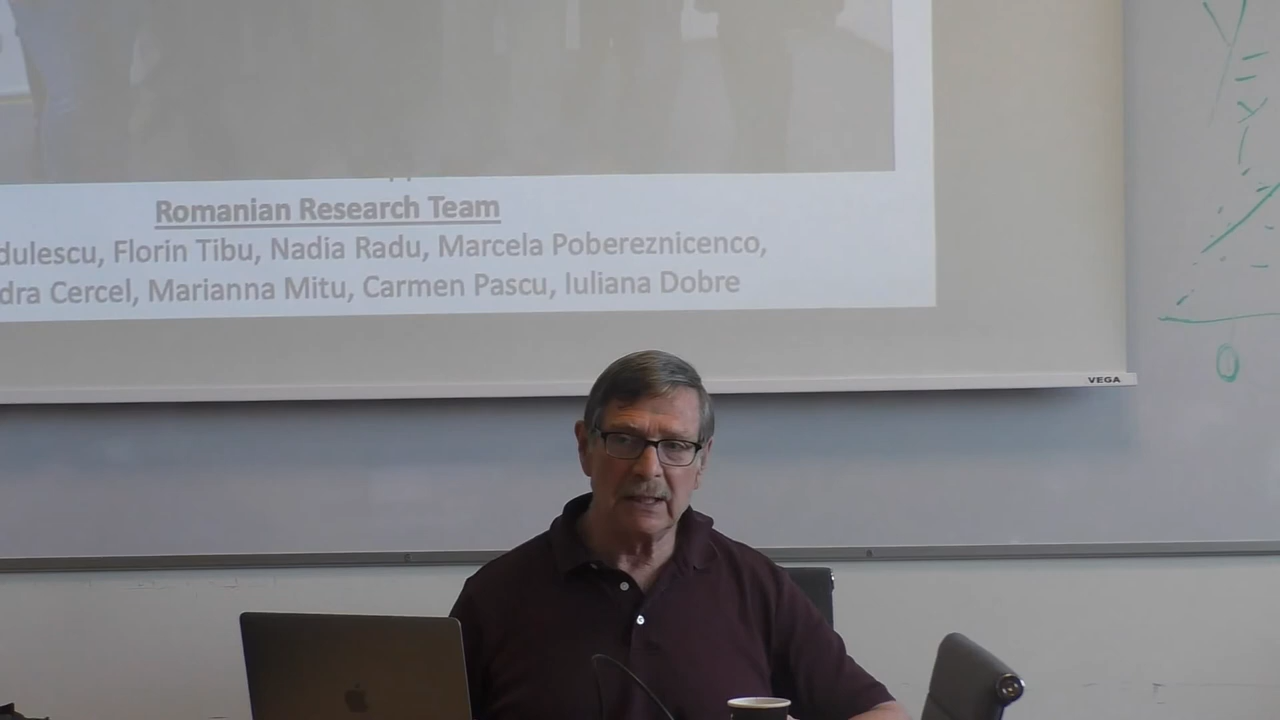 Romanian Research Team
dulescu, Florin Tibu, Nadia Radu, Marcela Pobereznicenco,
dra Cercel, Marianna Mitu, Carmen Pascu, Iuliana Dobre
VEGA
Y
=
Y
0